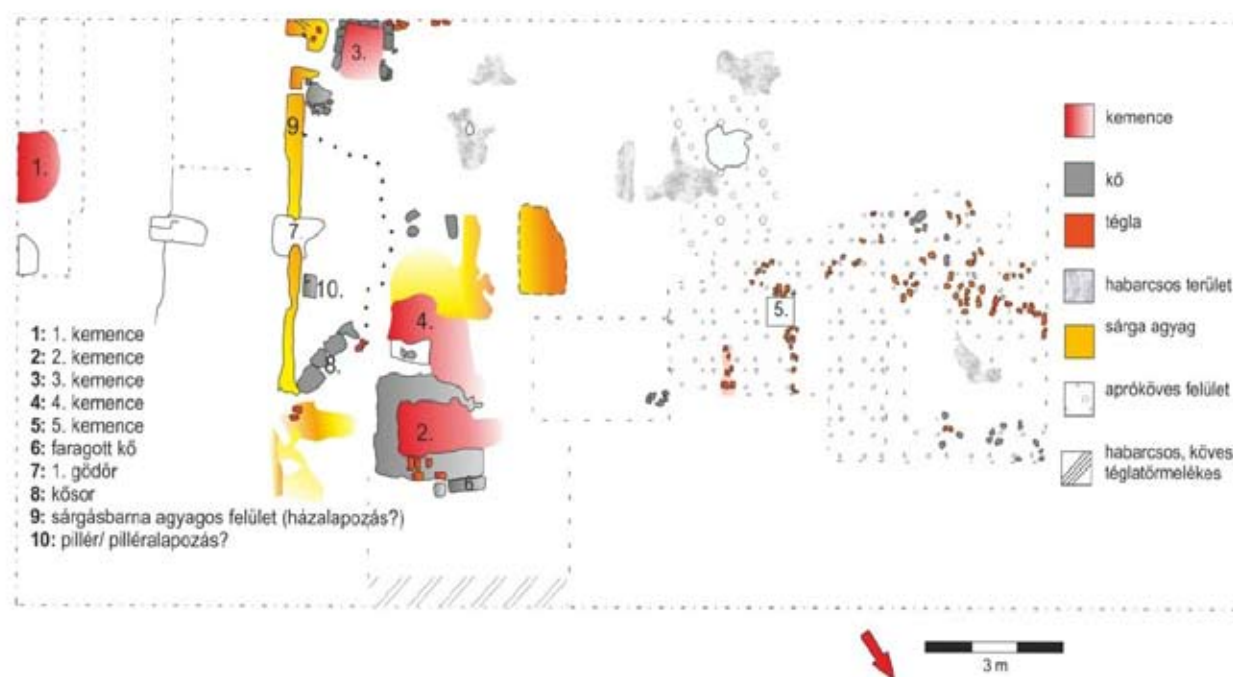 3.
9.
1.
7.
10.
4.
8.
2.
6
5.
1: 1. kemence
2: 2. kemence
3: 3. kemence
4: 4. kemence
5: 5. kemence
6: faragott kő
7: 1. gödör
8: kősor
9: sárgásbarna agyagos felület (házalapozás?)
10: pillér/ pilléralapozás?
kemence
kő
tégla
habarcsos terület
sárga agyag
apróköves felület
habarcsos, köves
téglatörmelékes
3 m